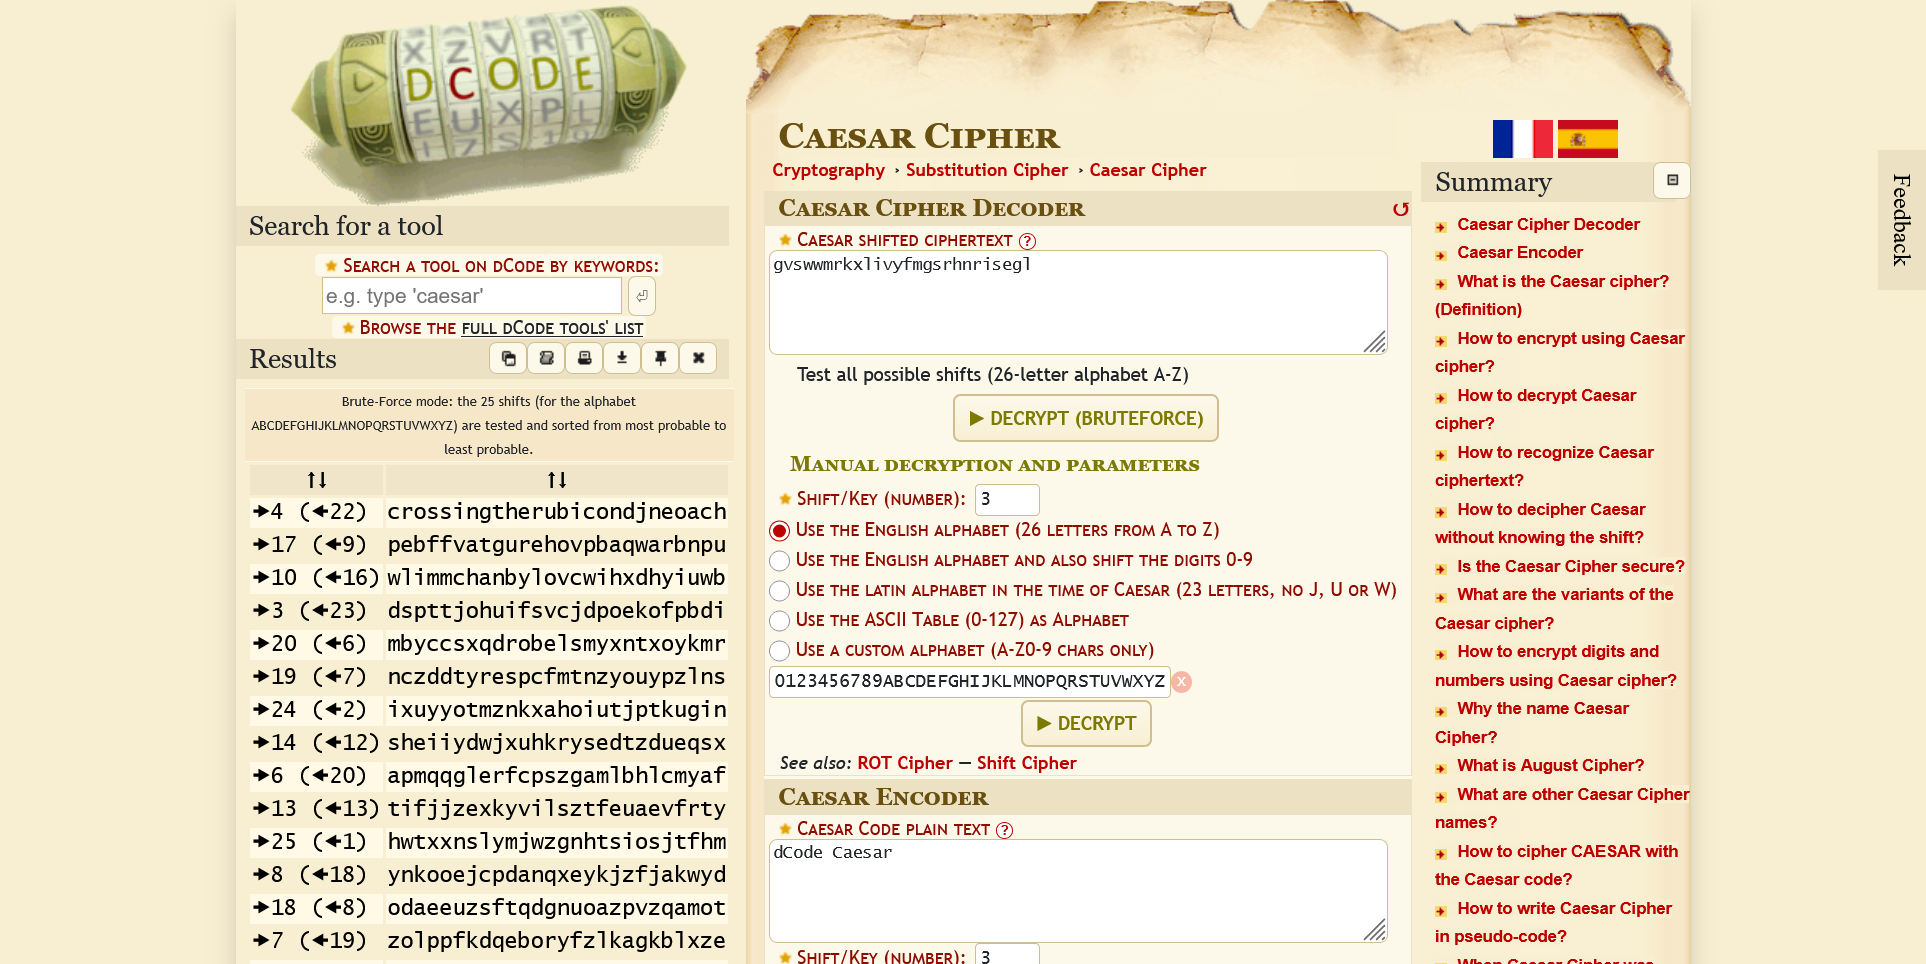 DCODE
Search for a tool
Search a tool on dCode by keywords:
e.g. type 'caesar'
Browse the full dCode tools' list
Results
Brute-Force mode: the 25 shifts (for the alphabet
ABCDEFGHIJKLMNOPQRSTUVWXYZ) are tested and sorted from most probable to
least probable.
↑↓ ↑↓
➔4 (←22) crossingtherubicondjneoach
➔17 (←9) pebffvatgurehovpbaqwarbnpu
➔10 (←16) wlimmchanbylovcwihxdhyiuwb
➔3 (←23) dspttjohuifsvcjdpoekofpbdi
➔20 (←6) mbyccsxqdrobelsmyxntxoykmr
➔19 (←7) nczddtyrespcfmtnzyouypzlns
➔24 (←2) ixuyyotmznkxahoiutjptkugin
➔14 (←12) sheiiydwjxuhkrysedtzdueqsx
➔6 (←20) apmqqglerfcpszgamlbhlcmyaf
➔13 (←13) tifjjzexkyvilsztfeuaevfrty
➔25 (←1) hwtxxnslymjwzgnhtsiosjtfhm
➔8 (←18) ynkooejcpdanqxeykjzfjakwyd
➔18 (←8) odaeeuzsftqdgnuoazpvzqamot
➔7 (←19) zolppfkdqeboryfzlkagkblxze
Caesar Cipher
Cryptography › Substitution Cipher › Caesar Cipher
Caesar Cipher Decoder
Caesar shifted ciphertext ?
gvswwmrkxlivyfmgsrhnrisegl
Test all possible shifts (26-letter alphabet A-Z)
▶ DECRYPT (BRUTEFORCE)
Manual decryption and parameters
Shift/Key (number): 3
Use the English alphabet (26 letters from A to Z)
Use the English alphabet and also shift the digits 0-9
Use the latin alphabet in the time of Caesar (23 letters, no J, U or W)
Use the ASCII Table (0-127) as Alphabet
Use a custom alphabet (A-Z0-9 chars only)
0123456789ABCDEFGHIJKLMNOPQRSTUVWXYZ x
▶ DECRYPT
See also: ROT Cipher — Shift Cipher
Caesar Encoder
Caesar Code plain text ?
dCode Caesar
Shift/Key (number): 3
Summary
Caesar Cipher Decoder
Caesar Encoder
What is the Caesar cipher?
(Definition)
How to encrypt using Caesar
cipher?
How to decrypt Caesar
cipher?
How to recognize Caesar
ciphertext?
How to decipher Caesar
without knowing the shift?
Is the Caesar Cipher secure?
What are the variants of the
Caesar cipher?
How to encrypt digits and
numbers using Caesar cipher?
Why the name Caesar
Cipher?
What is August Cipher?
What are other Caesar Cipher
names?
How to cipher CAESAR with
the Caesar code?
How to write Caesar Cipher
in pseudo-code?
When Caesar Cipher was
Feedback